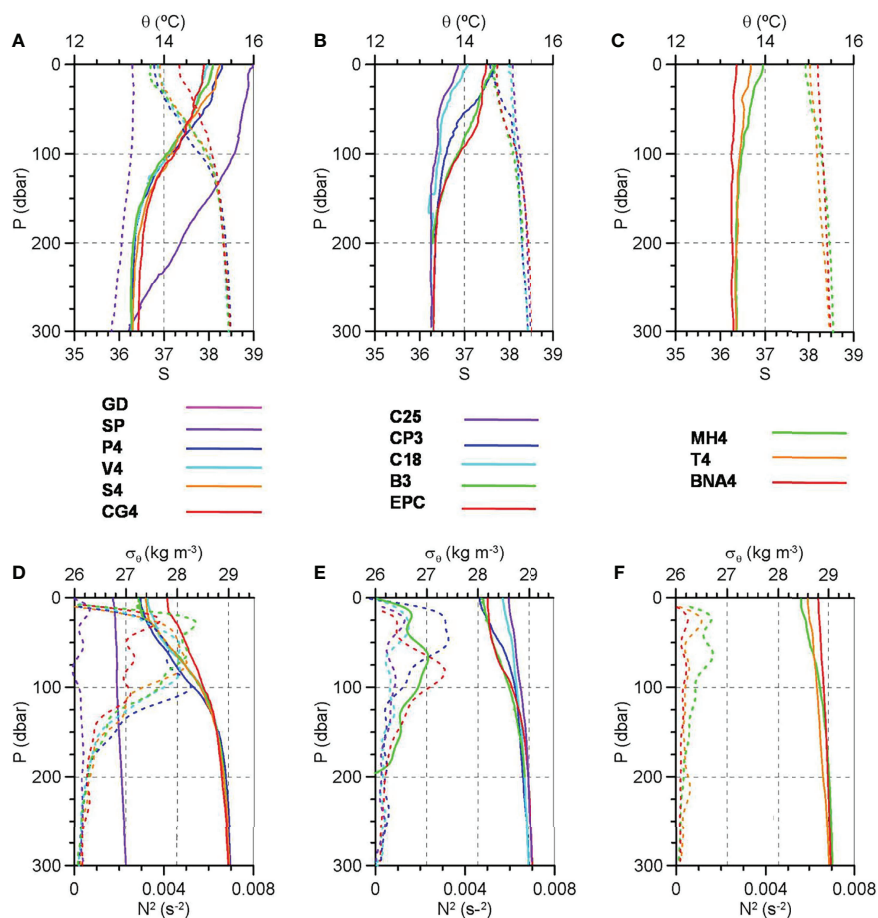 θ (ºC) θ (ºC) θ (ºC)
A 12 14 16 B 12 14 16 C 12 14 16
0 0 0
100 100 100
P (dbar) P (dbar) P (dbar)
200 200 200
300 300 300
35 36 37 38 39 35 36 37 38 39 35 37 39
S S S
GD
SP
P4
V4
S4
CG4
C25
CP3
C18
B3
EPC
MH4
T4
BNA4
σθ (kg m-3) σθ (kg m-3) σθ (kg m-3)
D 26 27 28 29 E 26 27 28 29 F 26 27 28 29
0 0 0
100 100 100
P (dbar) P (dbar) P (dbar)
200 200 200
300 300 300
0 0.004 0.008 0 0.004 0.008 0 0.004 0.008
N² (s-²) N² (s-²) N² (s-²)